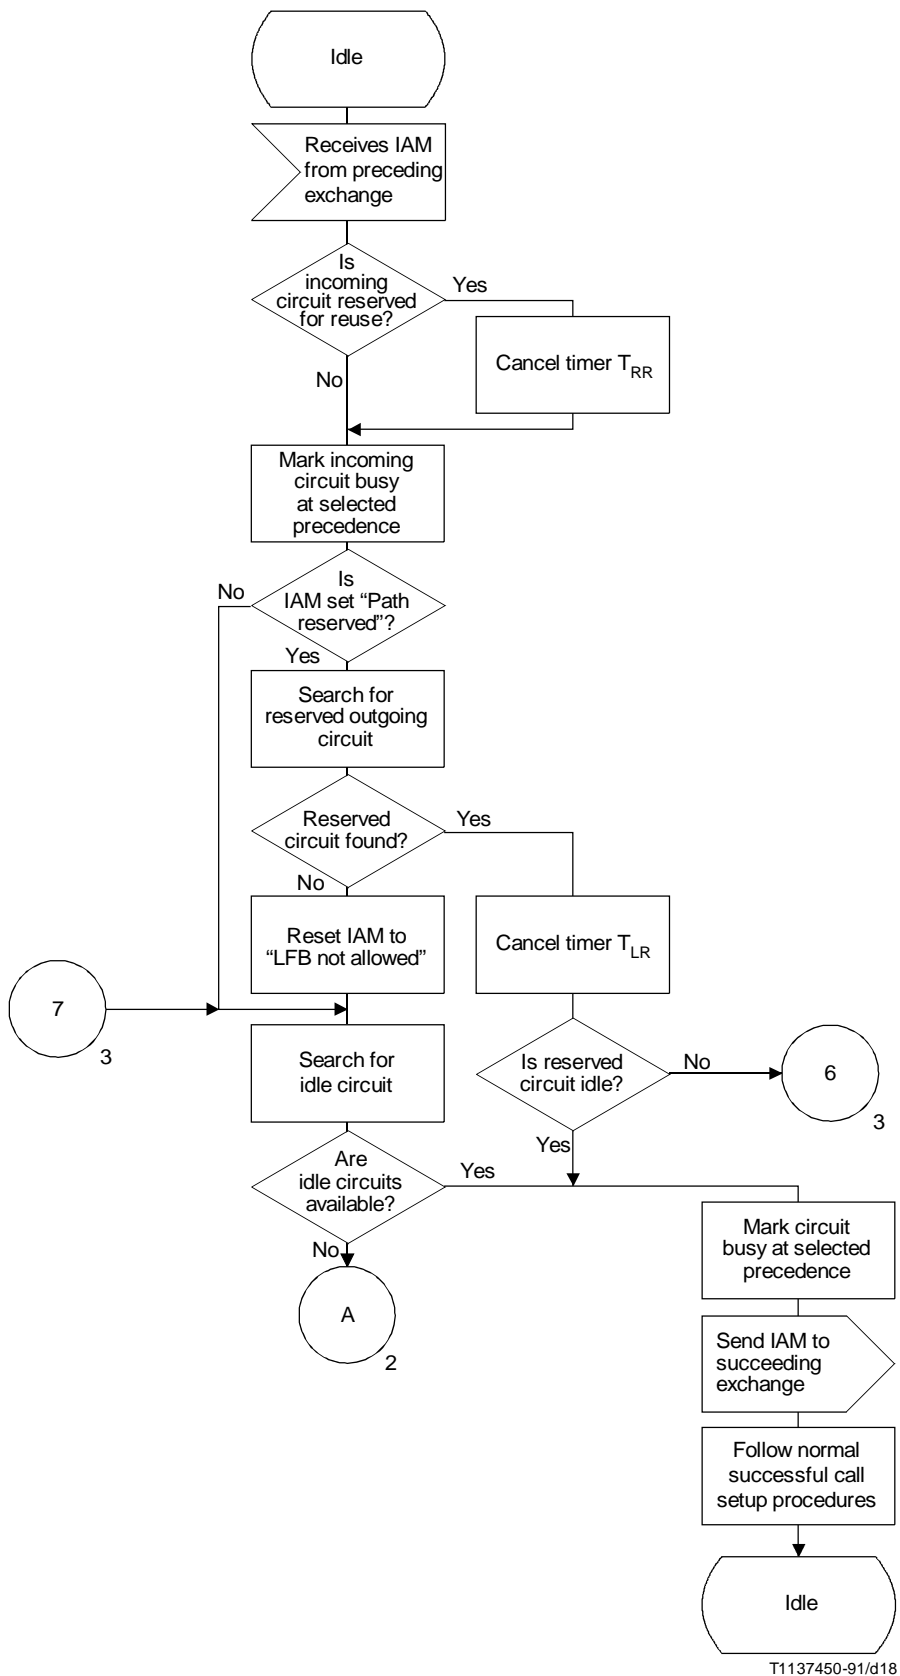 Idle
Receives IAM
from preceding
exchange
Is
incoming
circuit reserved
for reuse?
Yes
No
Cancel timer TRR
Mark incoming
circuit busy
at selected
precedence
Is
IAM set “Path
reserved”?
No
Yes
Search for
reserved outgoing
circuit
Reserved
circuit found?
Yes
No
Reset IAM to
“LFB not allowed”
Cancel timer TLR
7
3
Search for
idle circuit
Is reserved
circuit idle?
No
6
3
Yes
Are
idle circuits
available?
Yes
No
A
2
Mark circuit
busy at selected
precedence
Send IAM to
succeeding
exchange
Follow normal
successful call
setup procedures
Idle
T1137450-91/d18